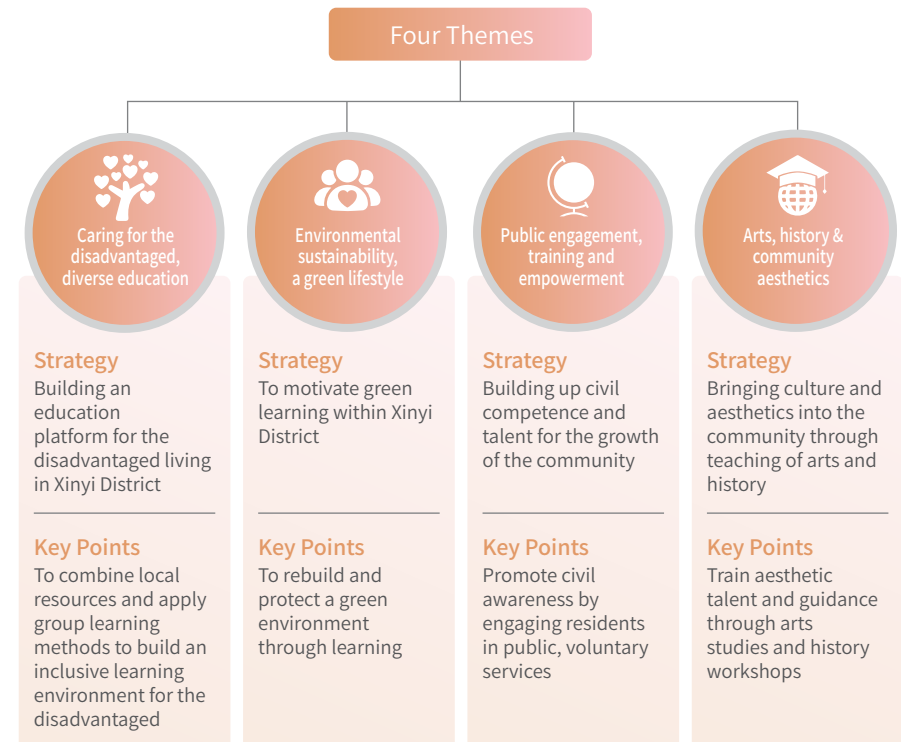 Four Themes
Caring for the
disadvantaged,
diverse education
Strategy
Building an
education
platform for the
disadvantaged living
in Xinyi District
Key Points
To combine local
resources and apply
group learning
methods to build an
inclusive learning
environment for the
disadvantaged
Environmental
sustainability,
a green lifestyle
Strategy
To motivate green
learning within Xinyi
District
Key Points
To rebuild and
protect a green
environment
through learning
Public engagement,
training and
empowerment
Strategy
Building up civil
competence and
talent for the growth
of the community
Key Points
Promote civil
awareness by
engaging residents
in public, voluntary
services
Arts, history &
community
aesthetics
Strategy
Bringing culture and
aesthetics into the
community through
teaching of arts and
history
Key Points
Train aesthetic
talent and guidance
through arts
studies and history
workshops